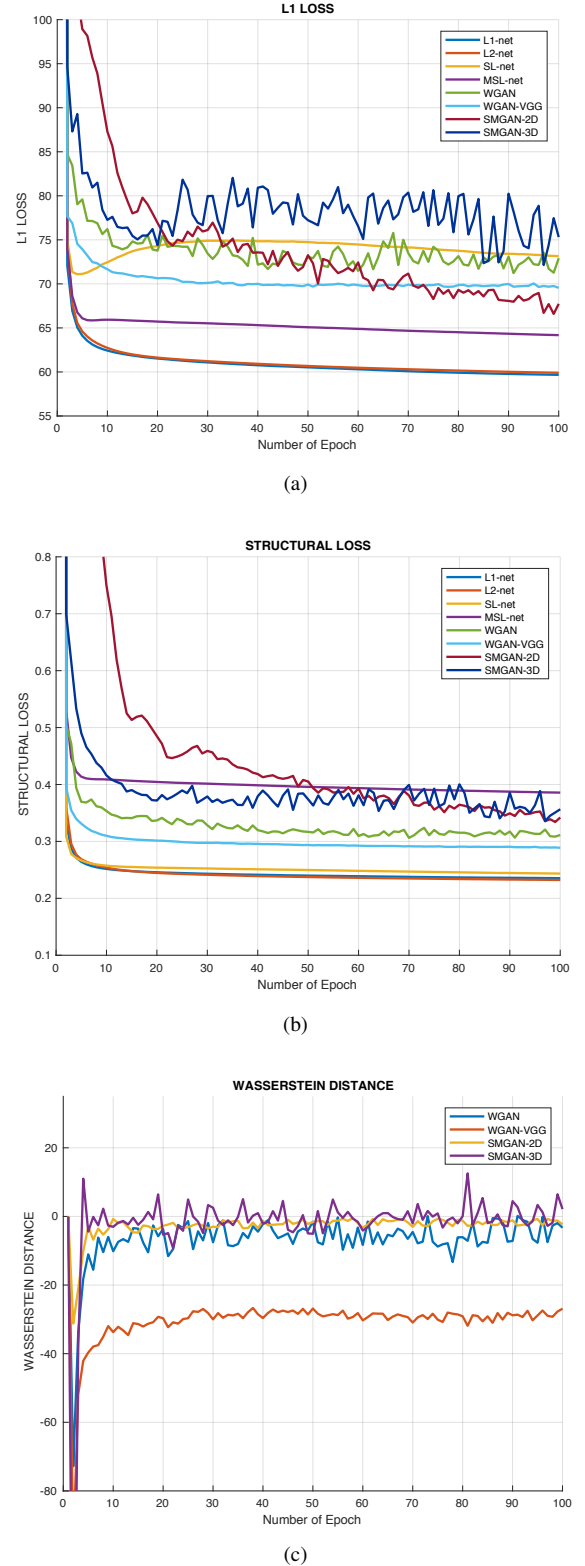 L1 LOSS
100
95
90
85
80
75
70
65
60
55
L1 LOSS
L1-net
L2-net
SL-net
MSL-net
WGAN
WGAN-VGG
SMGAN-2D
SMGAN-3D
0 10 20 30 40 50 60 70 80 90 100
Number of Epoch
(a)
STRUCTURAL LOSS
0.8
0.7
0.6
0.5
0.4
0.3
0.2
0.1
STRUCTURAL LOSS
L1-net
L2-net
SL-net
MSL-net
WGAN
WGAN-VGG
SMGAN-2D
SMGAN-3D
0 10 20 30 40 50 60 70 80 90 100
Number of Epoch
(b)
WASSERSTEIN DISTANCE
20
0
-20
-40
-60
-80
WASSERSTEIN DISTANCE
WGAN
WGAN-VGG
SMGAN-2D
SMGAN-3D
0 10 20 30 40 50 60 70 80 90 100
Number of Epoch
(c)